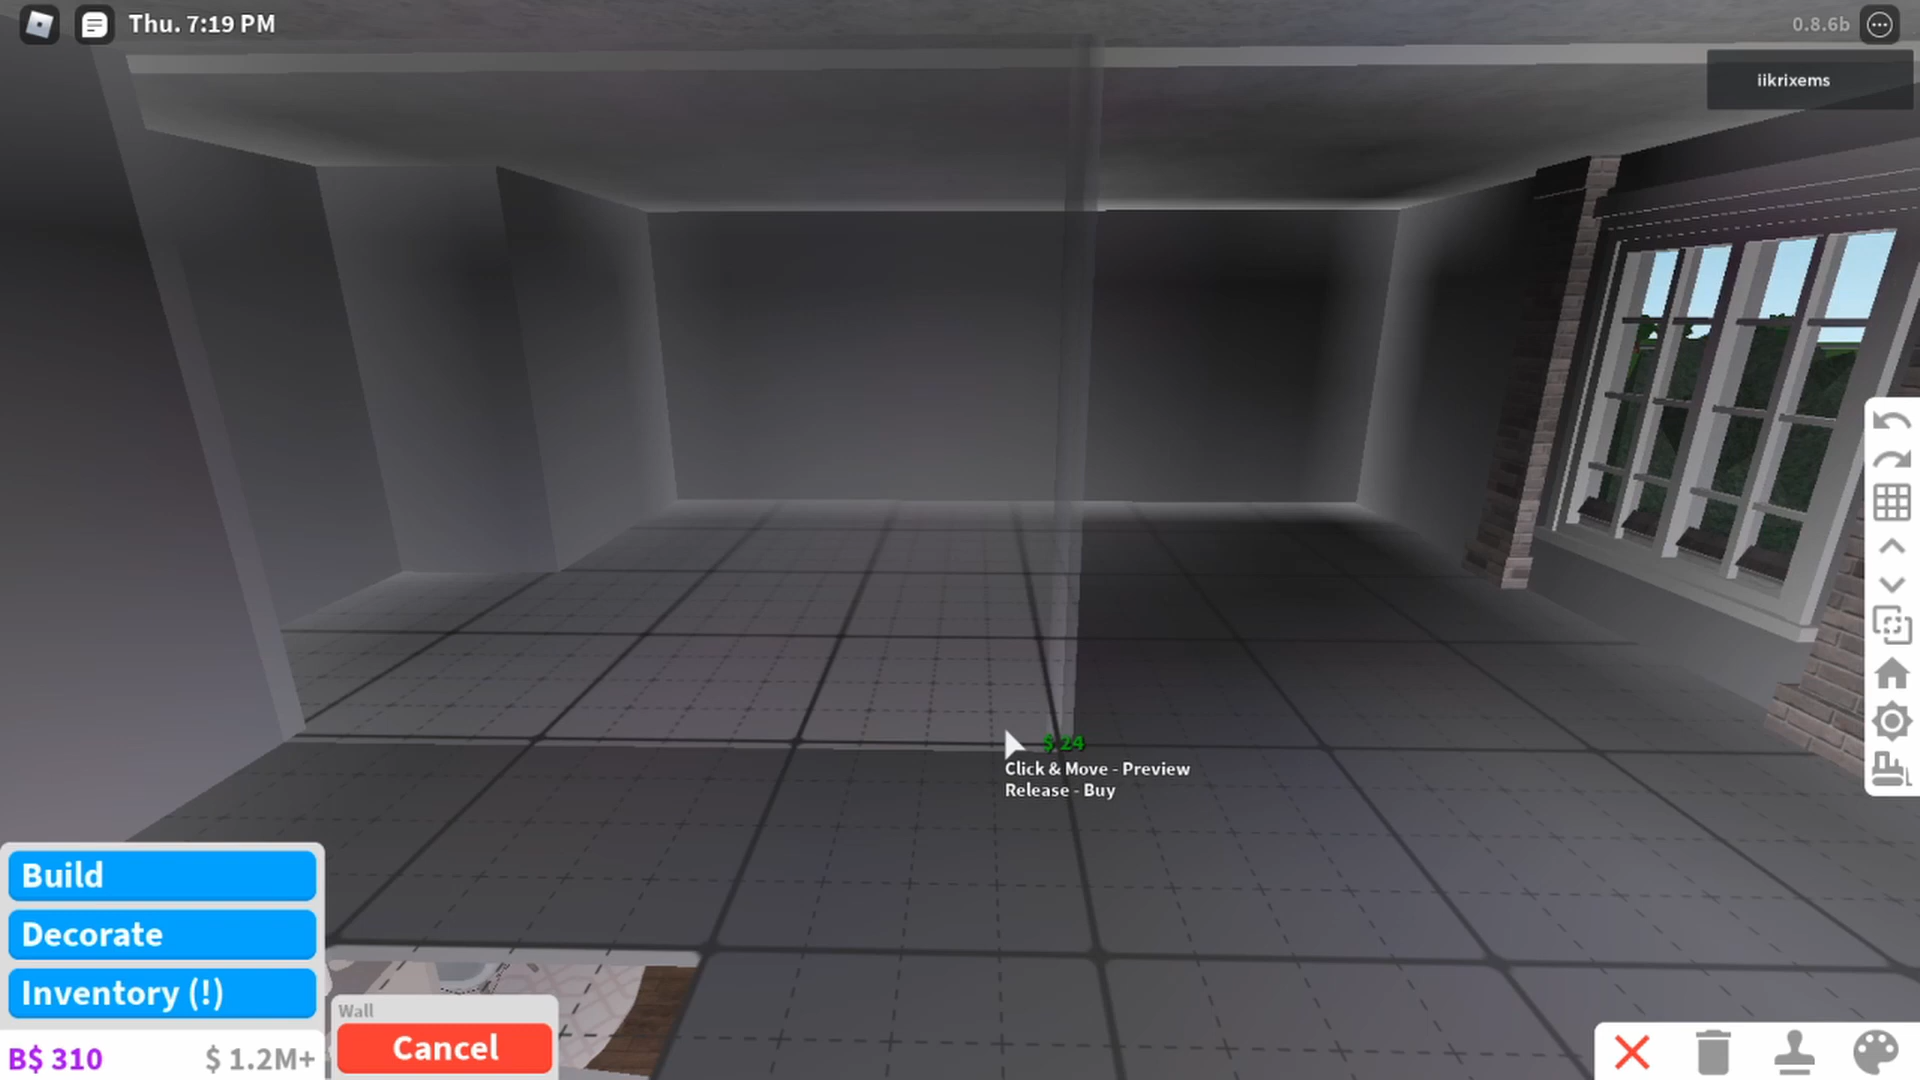 Thu. 7:19 PM
0.8.6b
iikrixems
$ 24
Click & Move - Preview
Release - Buy
Build
Decorate
Inventory (!)
Wall
Cancel
B$ 310
$ 1.2M+